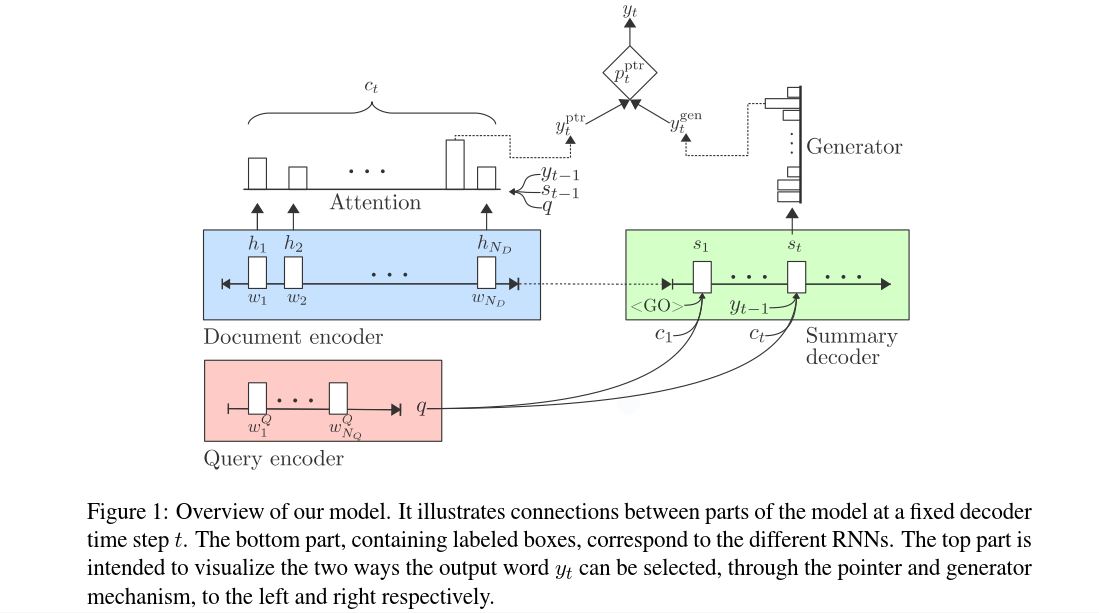 y_t
p_t^ptr
c_t
y_t^ptr y_t^gen
Generator
y_{t−1}
s_{t−1}
q
Attention
h_1 h_2 h_{N_D} s_1 s_t
· · · · · · · · ·
w_1 w_2 w_{N_D} <GO> y_{t−1}
Document encoder c_1 c_t Summary
decoder
· · · q
w_1^Q w_{N_Q}^Q
Query encoder
Figure 1: Overview of our model. It illustrates connections between parts of the model at a fixed decoder
time step t. The bottom part, containing labeled boxes, correspond to the different RNNs. The top part is
intended to visualize the two ways the output word y_t can be selected, through the pointer and generator
mechanism, to the left and right respectively.